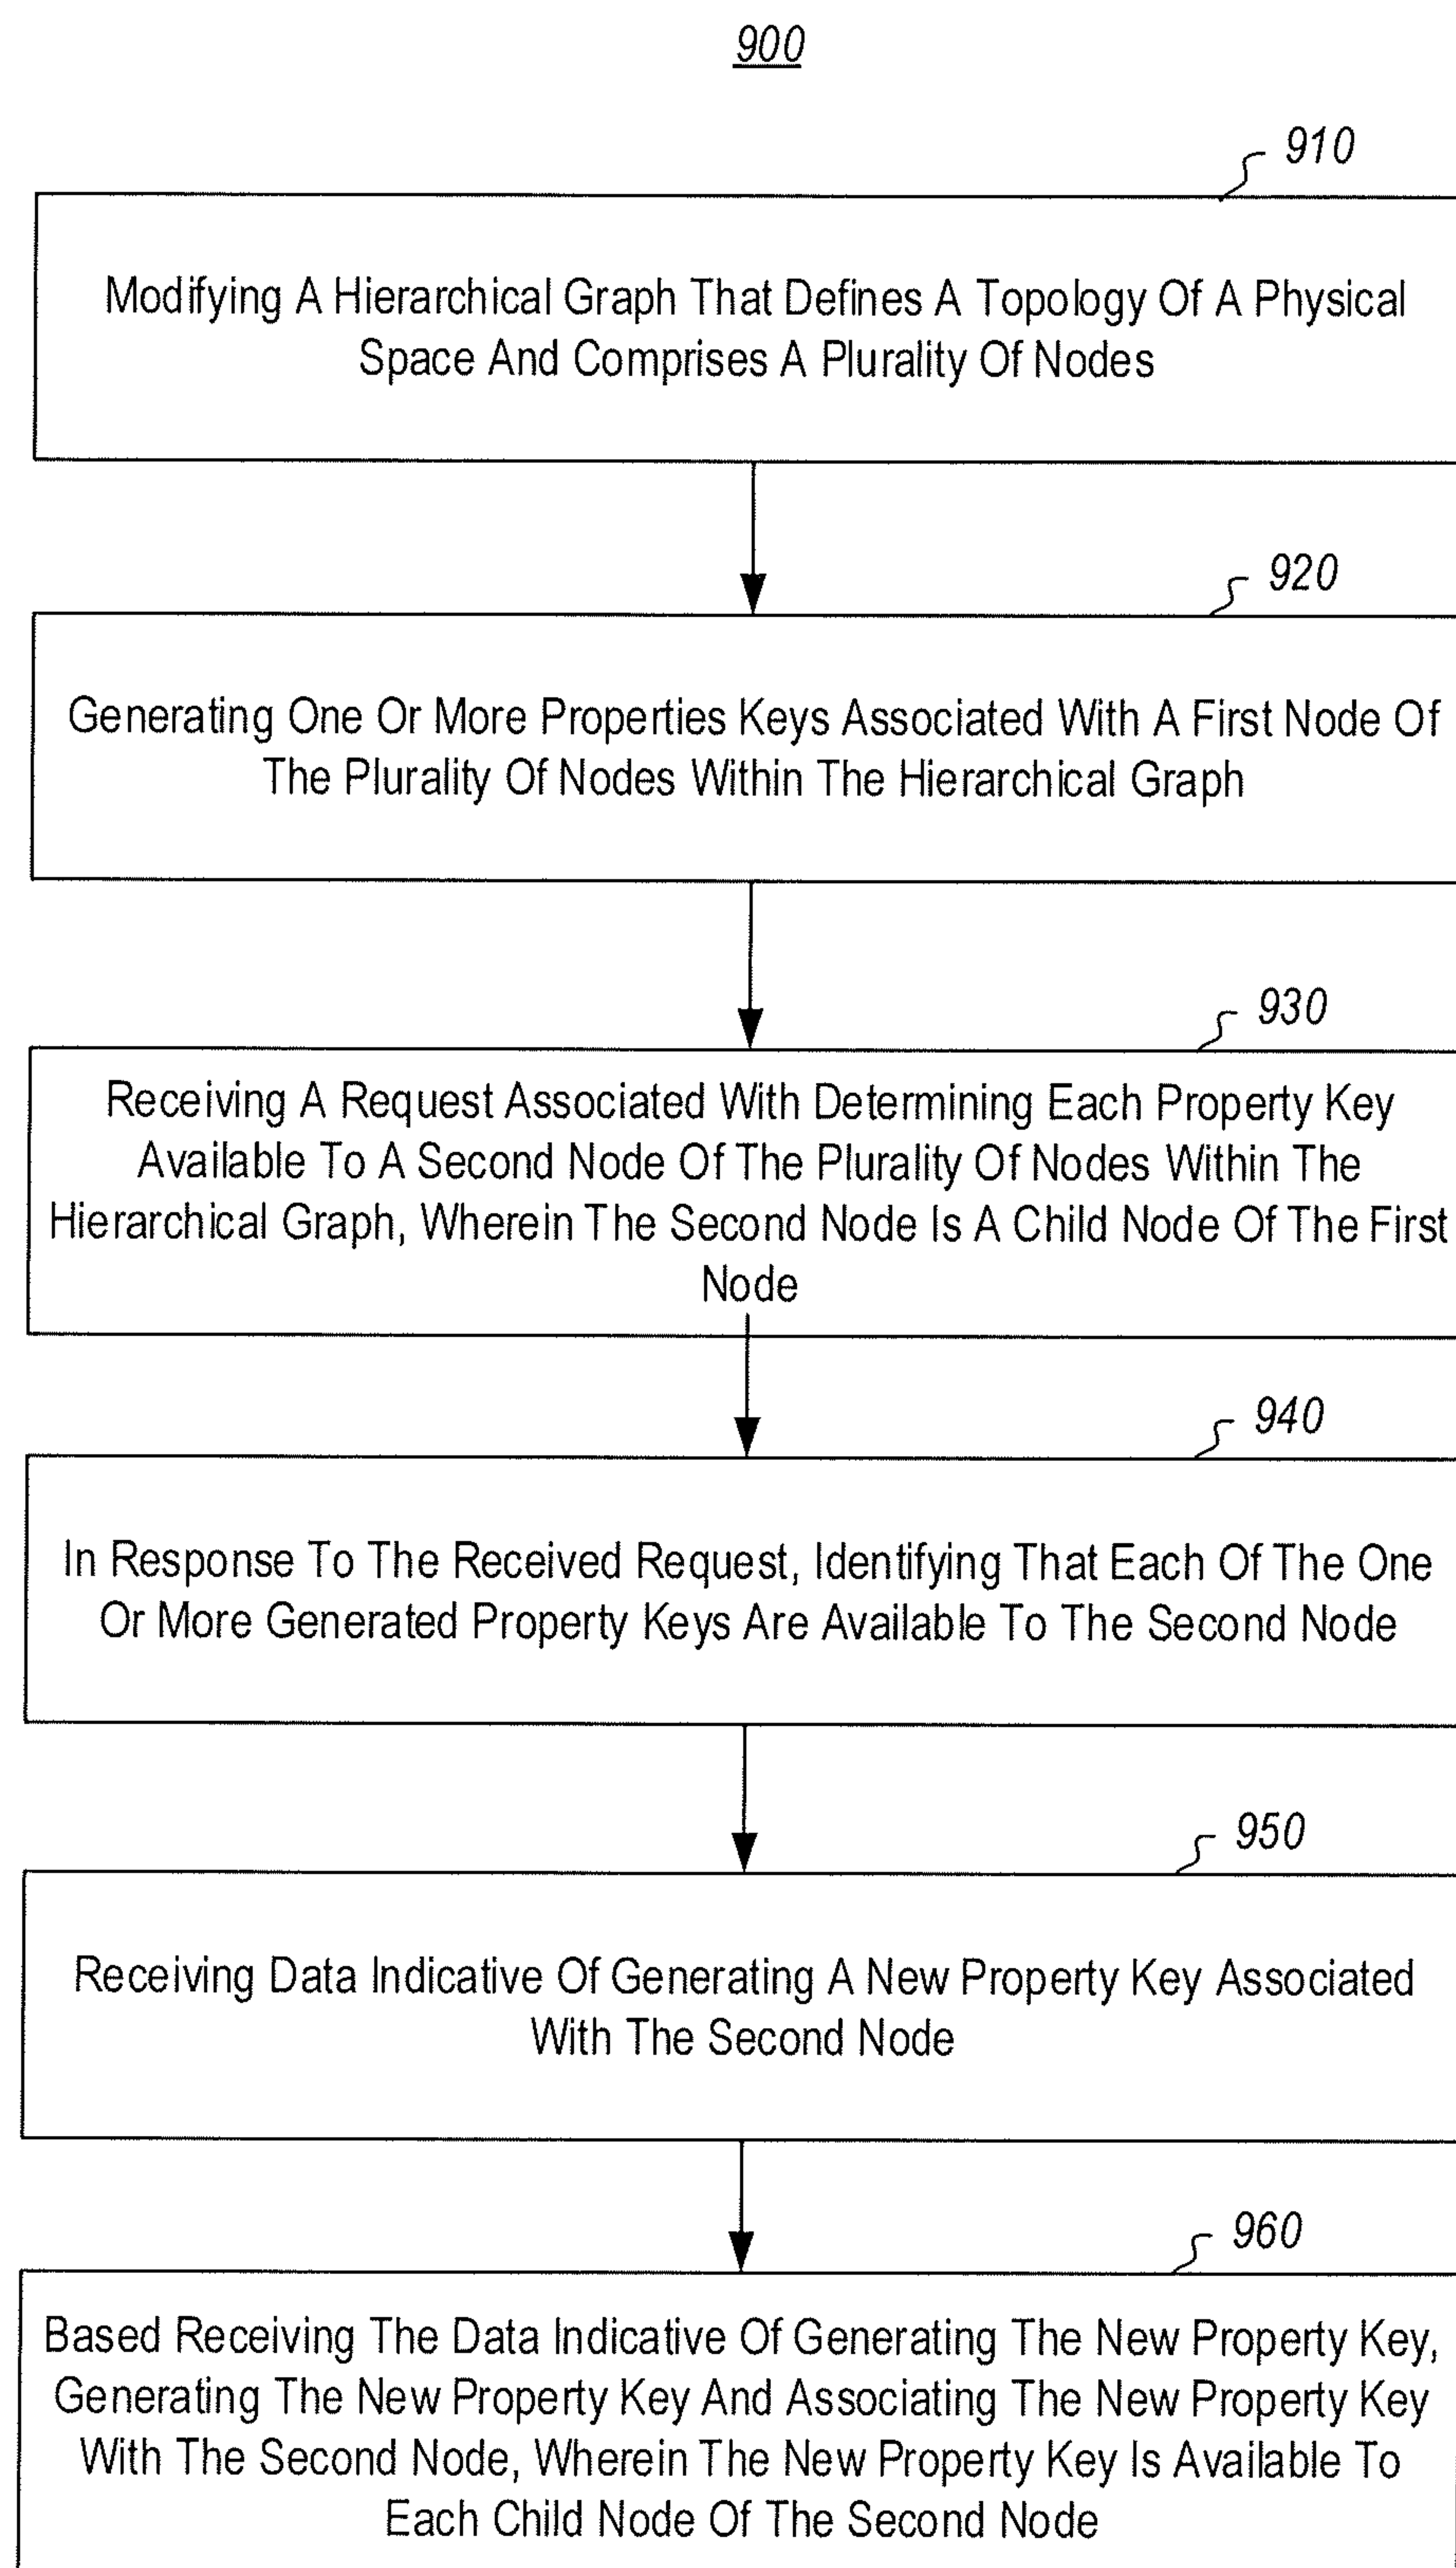 900
910
Modifying A Hierarchical Graph That Defines A Topology Of A Physical
Space And Comprises A Plurality Of Nodes
920
Generating One Or More Properties Keys Associated With A First Node Of
The Plurality Of Nodes Within The Hierarchical Graph
930
Receiving A Request Associated With Determining Each Property Key
Available To A Second Node Of The Plurality Of Nodes Within The
Hierarchical Graph, Wherein The Second Node Is A Child Node Of The First
Node
940
In Response To The Received Request, Identifying That Each Of The One
Or More Generated Property Keys Are Available To The Second Node
950
Receiving Data Indicative Of Generating A New Property Key Associated
With The Second Node
960
Based Receiving The Data Indicative Of Generating The New Property Key,
Generating The New Property Key And Associating The New Property Key
With The Second Node, Wherein The New Property Key Is Available To
Each Child Node Of The Second Node